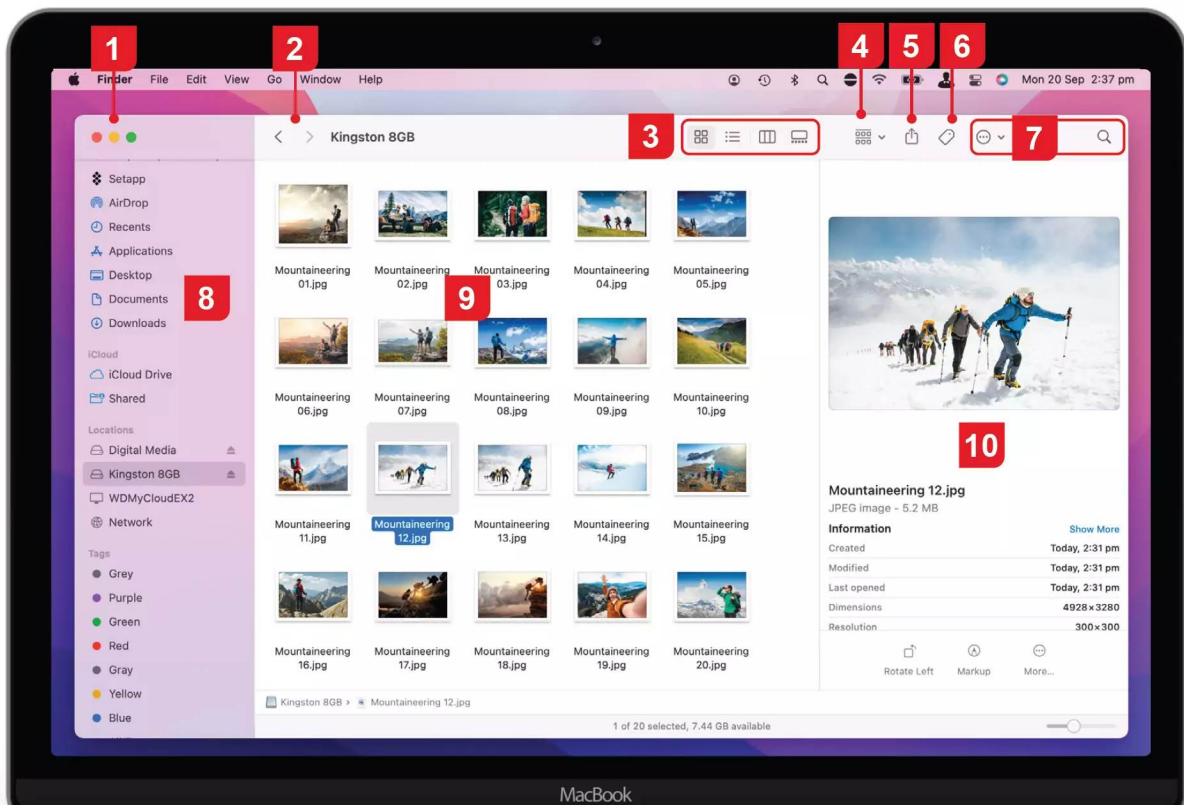 1
2
4
5
6
Finder File Edit View Go Window Help
Mon 20 Sep 2:37 pm
Kingston 8GB
3
7
Setapp
AirDrop
Recents
Applications
Desktop
Documents
Downloads
8
iCloud
iCloud Drive
Shared
Locations
Digital Media
Kingston 8GB
WDMyCloudEX2
Network
Tags
Grey
Purple
Green
Red
Gray
Yellow
Blue
Mountaineering Mountaineering Mountaineering Mountaineering Mountaineering
01.jpg 02.jpg 03.jpg 04.jpg 05.jpg
9
Mountaineering Mountaineering Mountaineering Mountaineering Mountaineering
06.jpg 07.jpg 08.jpg 09.jpg 10.jpg
Mountaineering Mountaineering Mountaineering Mountaineering Mountaineering
11.jpg 12.jpg 13.jpg 14.jpg 15.jpg
Mountaineering Mountaineering Mountaineering Mountaineering Mountaineering
16.jpg 17.jpg 18.jpg 19.jpg 20.jpg
10
Mountaineering 12.jpg
JPEG image - 5.2 MB
Information Show More
Created Today, 2:31 pm
Modified Today, 2:31 pm
Last opened Today, 2:31 pm
Dimensions 4928×3280
Resolution 300×300
Rotate Left Markup More...
Kingston 8GB › Mountaineering 12.jpg
1 of 20 selected, 7.44 GB available
MacBook